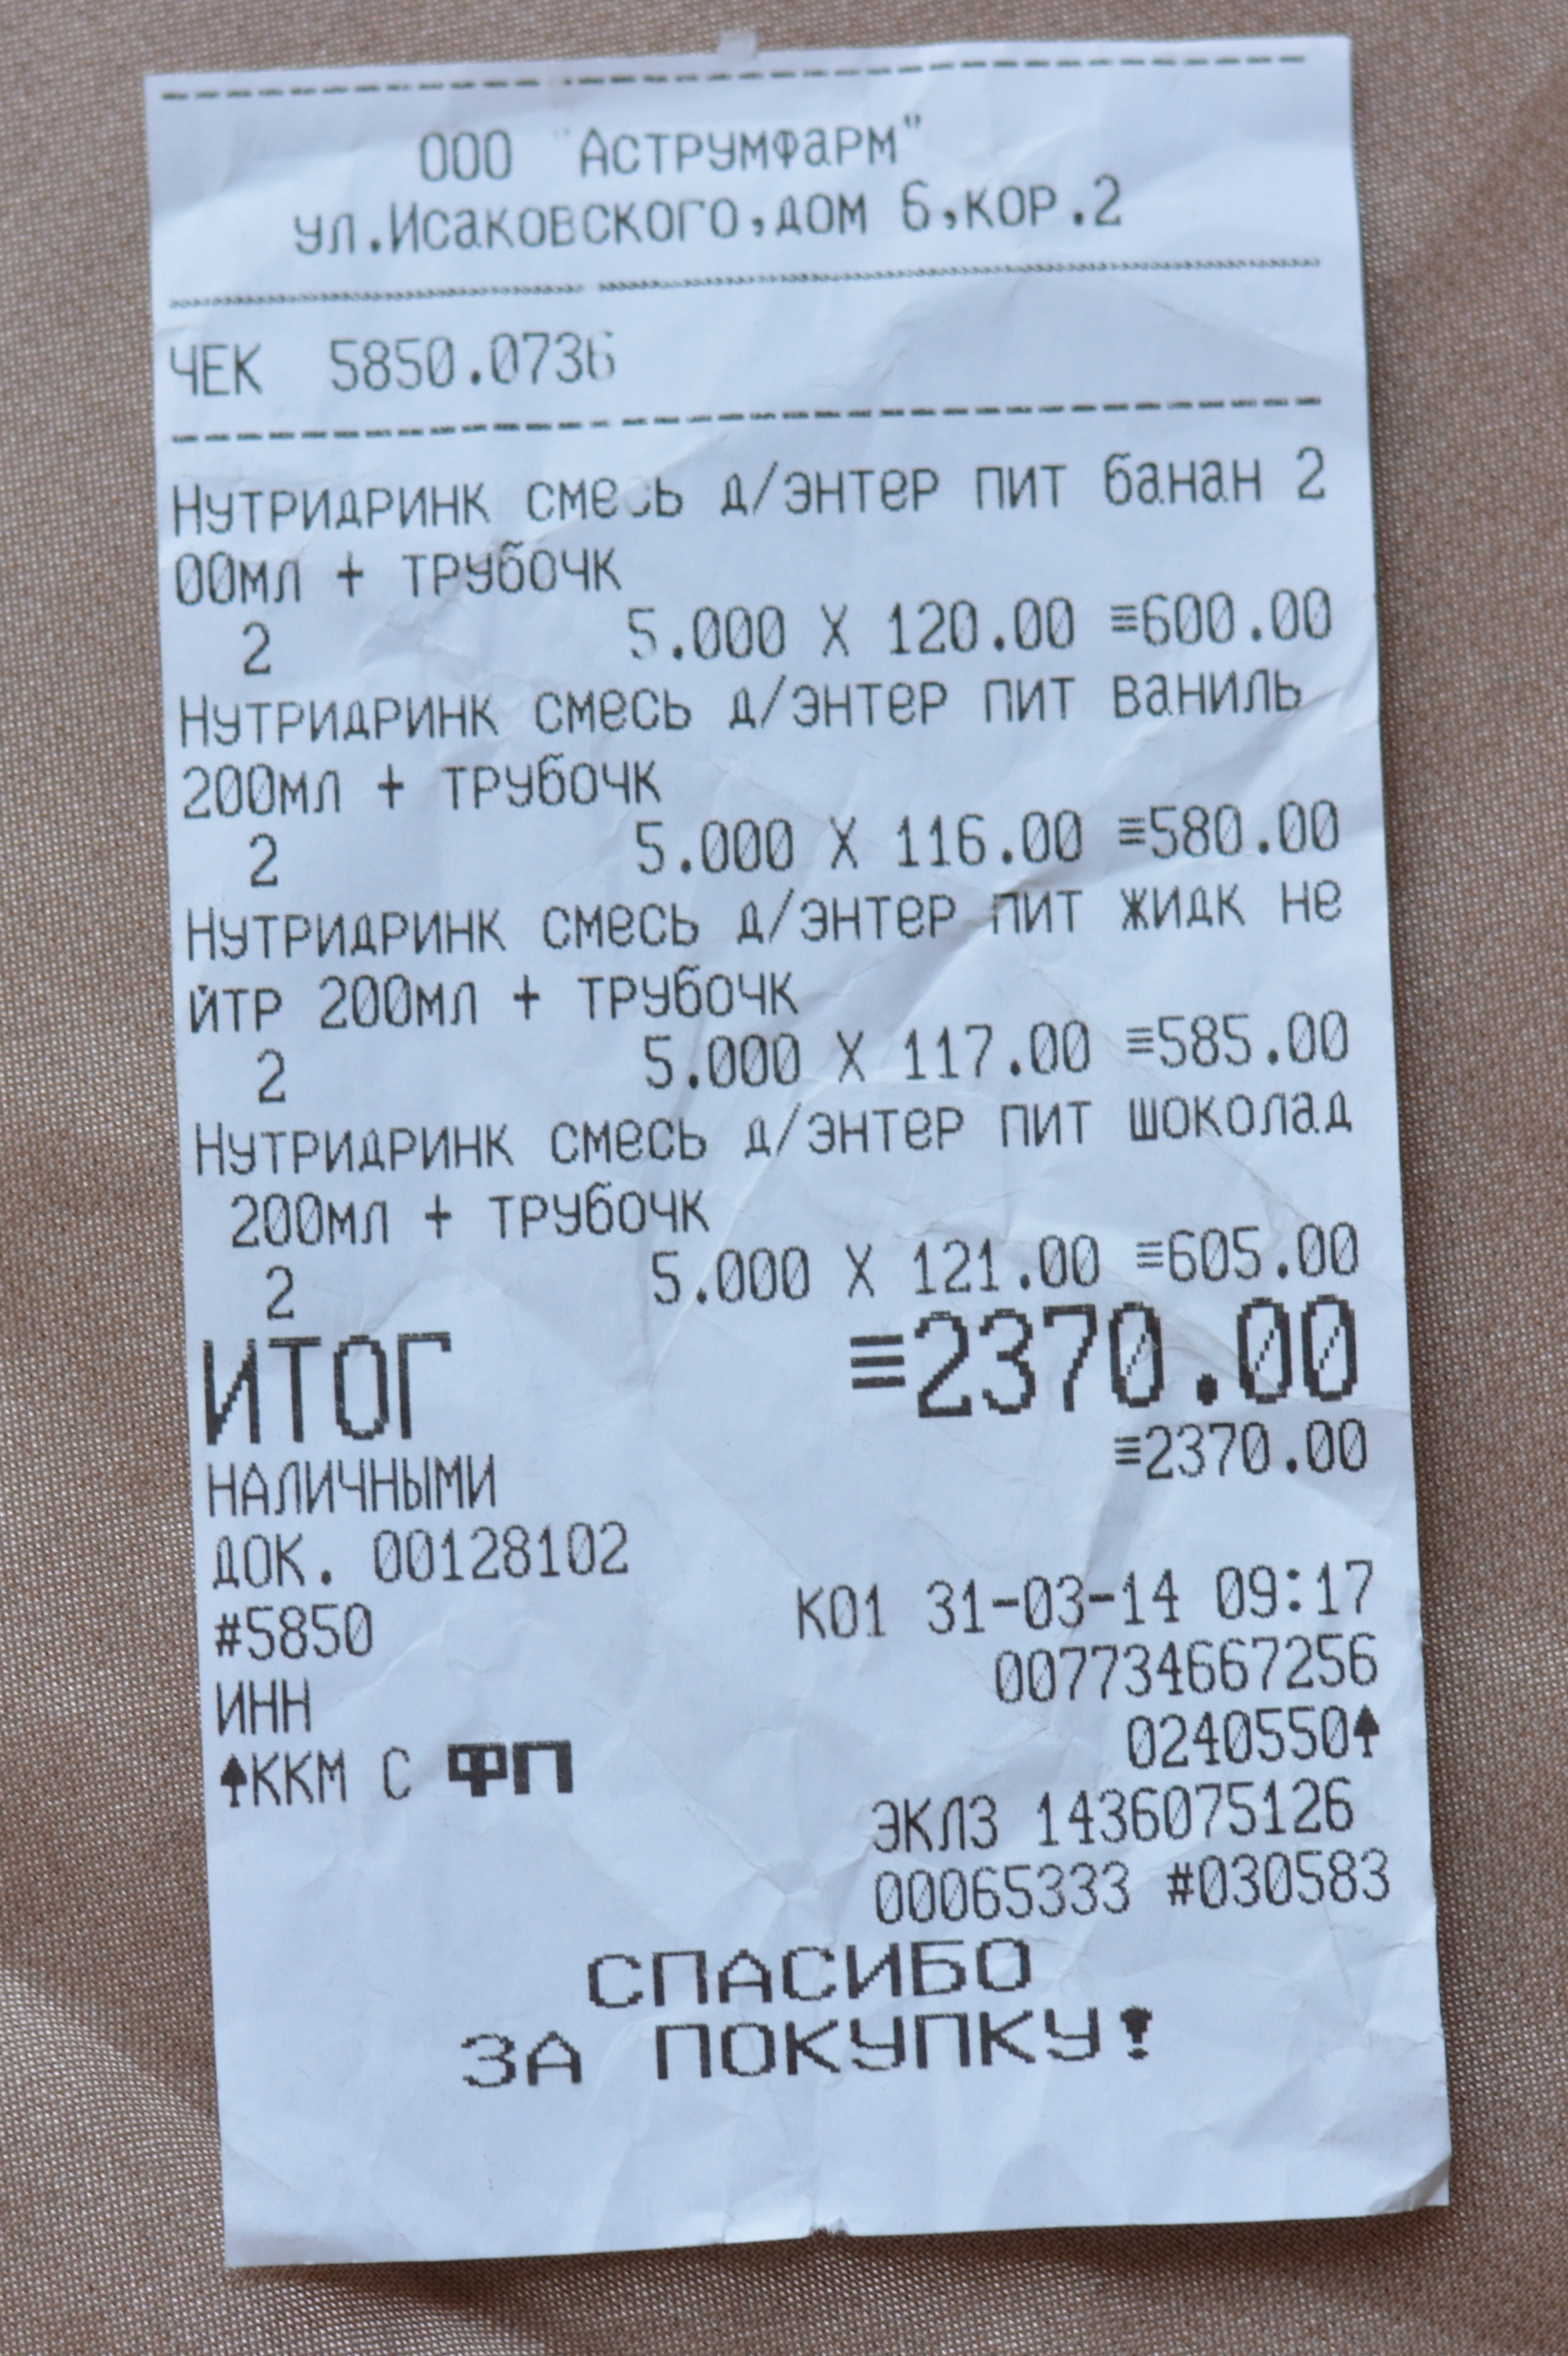 ООО "Аструмфарм"
ул.Исаковского,дом 6,кор.2
ЧЕК 5850.0736
Нутридринк смесь д/энтер пит банан 2
00мл + трубочк
2 5.000 X 120.00 ≡600.00
Нутридринк смесь д/энтер пит ваниль
200мл + трубочк
2 5.000 X 116.00 ≡580.00
Нутридринк смесь д/энтер пит жидк не
йтр 200мл + трубочк
2 5.000 X 117.00 ≡585.00
Нутридринк смесь д/энтер пит шоколад
200мл + трубочк
2 5.000 X 121.00 ≡605.00
ИТОГ ≡2370.00
НАЛИЧНЫМИ ≡2370.00
ДОК. 00128102
#5850 К01 31-03-14 09:17
ИНН 007734667256
ККМ С ФП 0240550
ЭКЛЗ 1436075126
00065333 #030583
СПАСИБО
ЗА ПОКУПКУ!